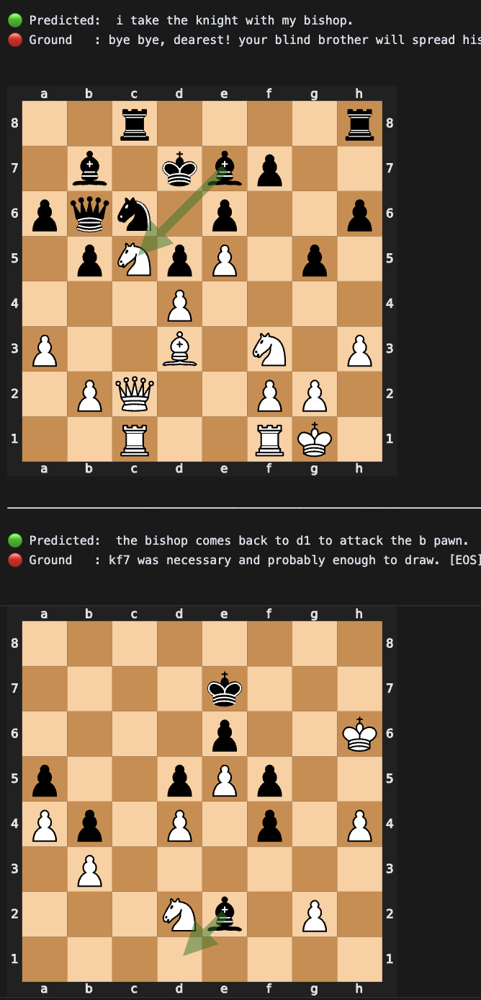 Predicted:  i take the knight with my bishop.
Ground   : bye bye, dearest! your blind brother will spread his
a b c d e f g h
8 8
7 7
6 6
5 5
4 4
3 3
2 2
1 1
a b c d e f g h
Predicted:  the bishop comes back to d1 to attack the b pawn.
Ground   : kf7 was necessary and probably enough to draw. [EOS]
a b c d e f g h
8 8
7 7
6 6
5 5
4 4
3 3
2 2
1 1
a b c d e f g h